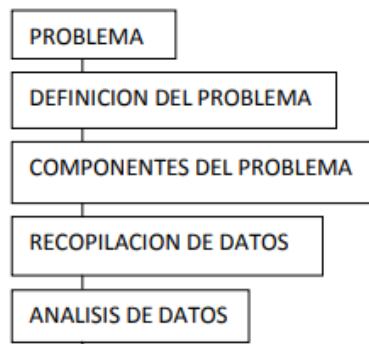 PROBLEMA
DEFINICION DEL PROBLEMA
COMPONENTES DEL PROBLEMA
RECOPILACION DE DATOS
ANALISIS DE DATOS